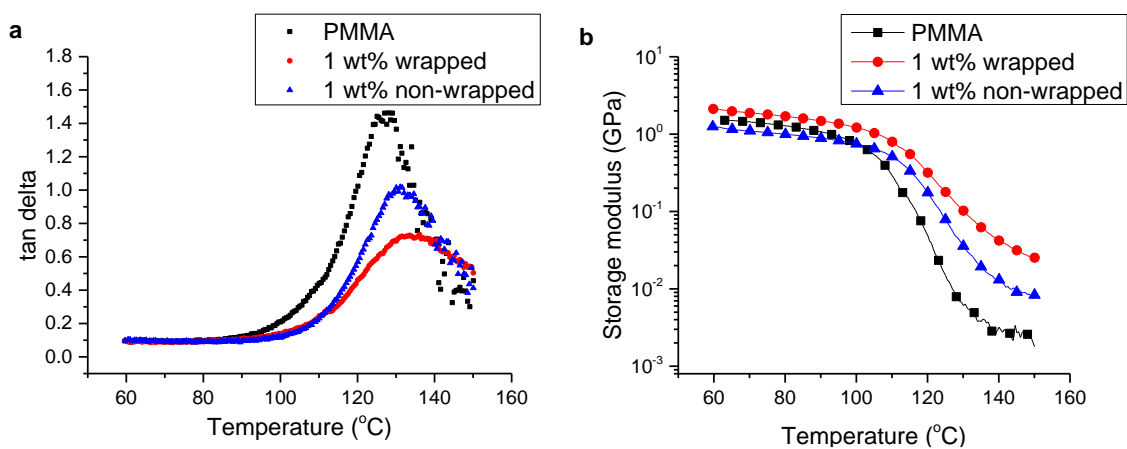 a
PMMA
1 wt% wrapped
1 wt% non-wrapped
1.8
1.6
1.4
1.2
1.0
0.8
0.6
0.4
0.2
0.0
tan delta
60 80 100 120 140 160
Temperature (°C)
b
PMMA
1 wt% wrapped
1 wt% non-wrapped
10¹
10⁰
10⁻¹
10⁻²
10⁻³
Storage modulus (GPa)
60 80 100 120 140 160
Temperature (°C)